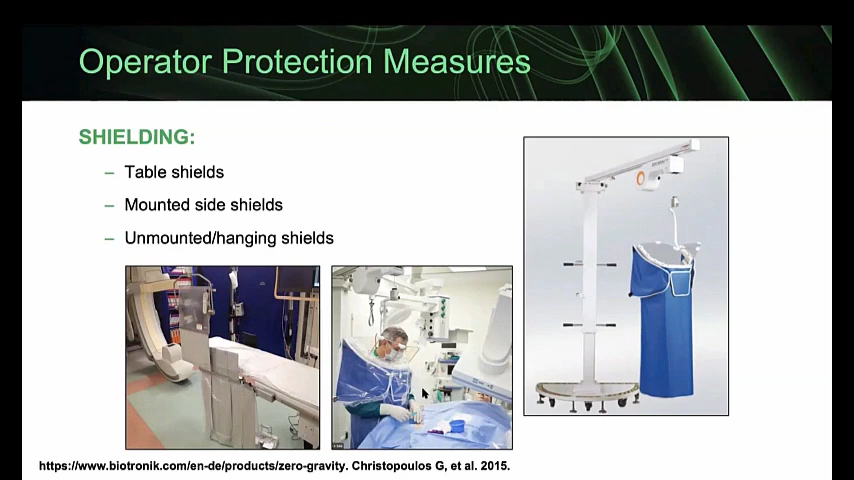 Operator Protection Measures
SHIELDING:
– Table shields
– Mounted side shields
– Unmounted/hanging shields
https://www.biotronik.com/en-de/products/zero-gravity. Christopoulos G, et al. 2015.